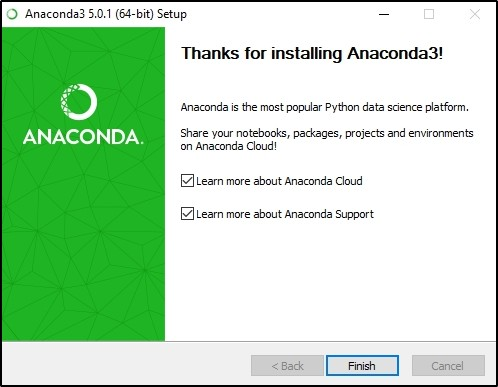 Anaconda3 5.0.1 (64-bit) Setup
Thanks for installing Anaconda3!
ANACONDA.
Anaconda is the most popular Python data science platform.
Share your notebooks, packages, projects and environments
on Anaconda Cloud!
Learn more about Anaconda Cloud
Learn more about Anaconda Support
< Back
Finish
Cancel